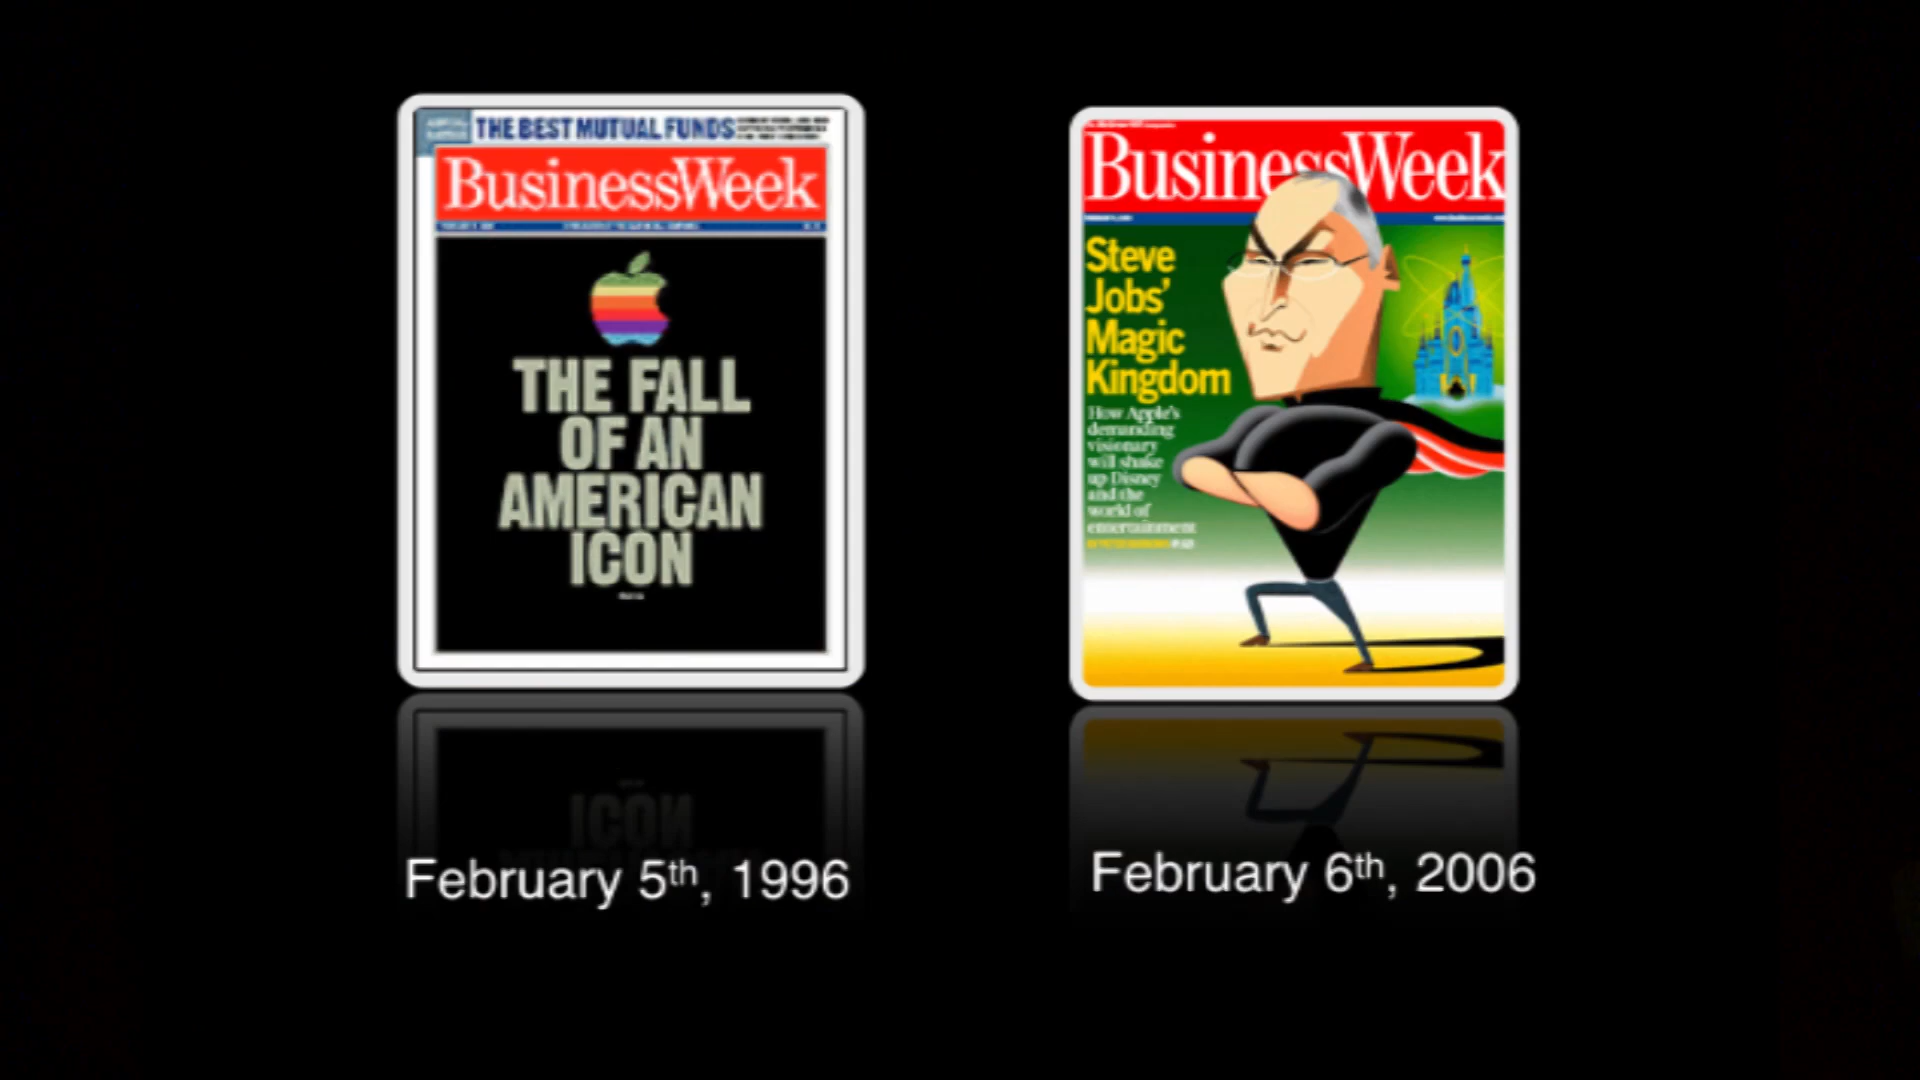 THE BEST MUTUAL FUNDS
BusinessWeek
THE FALL
OF AN
AMERICAN
ICON
February 5th, 1996
BusinessWeek
Steve
Jobs'
Magic
Kingdom
How Apple's
demanding
visionary
will shake
up Disney
and the
world of
entertainment
February 6th, 2006